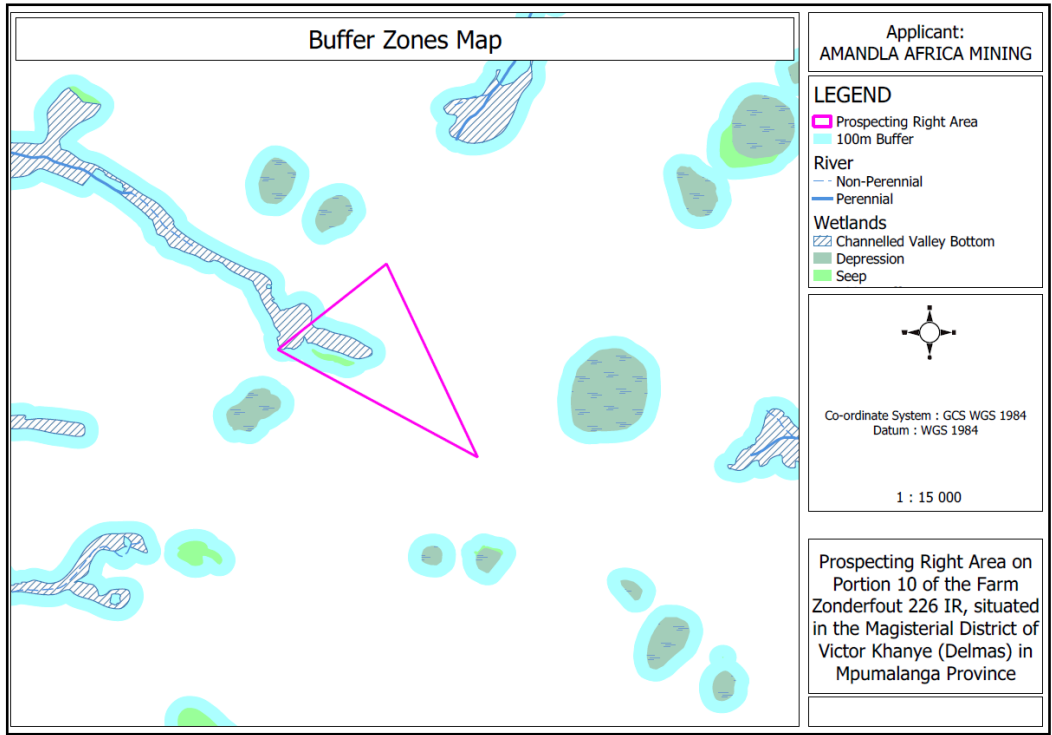 Buffer Zones Map
Applicant:
AMANDLA AFRICA MINING
LEGEND
Prospecting Right Area
100m Buffer
River
Non-Perennial
Perennial
Wetlands
Channelled Valley Bottom
Depression
Seep
Co-ordinate System : GCS WGS 1984
Datum : WGS 1984
1 : 15 000
Prospecting Right Area on
Portion 10 of the Farm
Zonderfout 226 IR, situated
in the Magisterial District of
Victor Khanye (Delmas) in
Mpumalanga Province